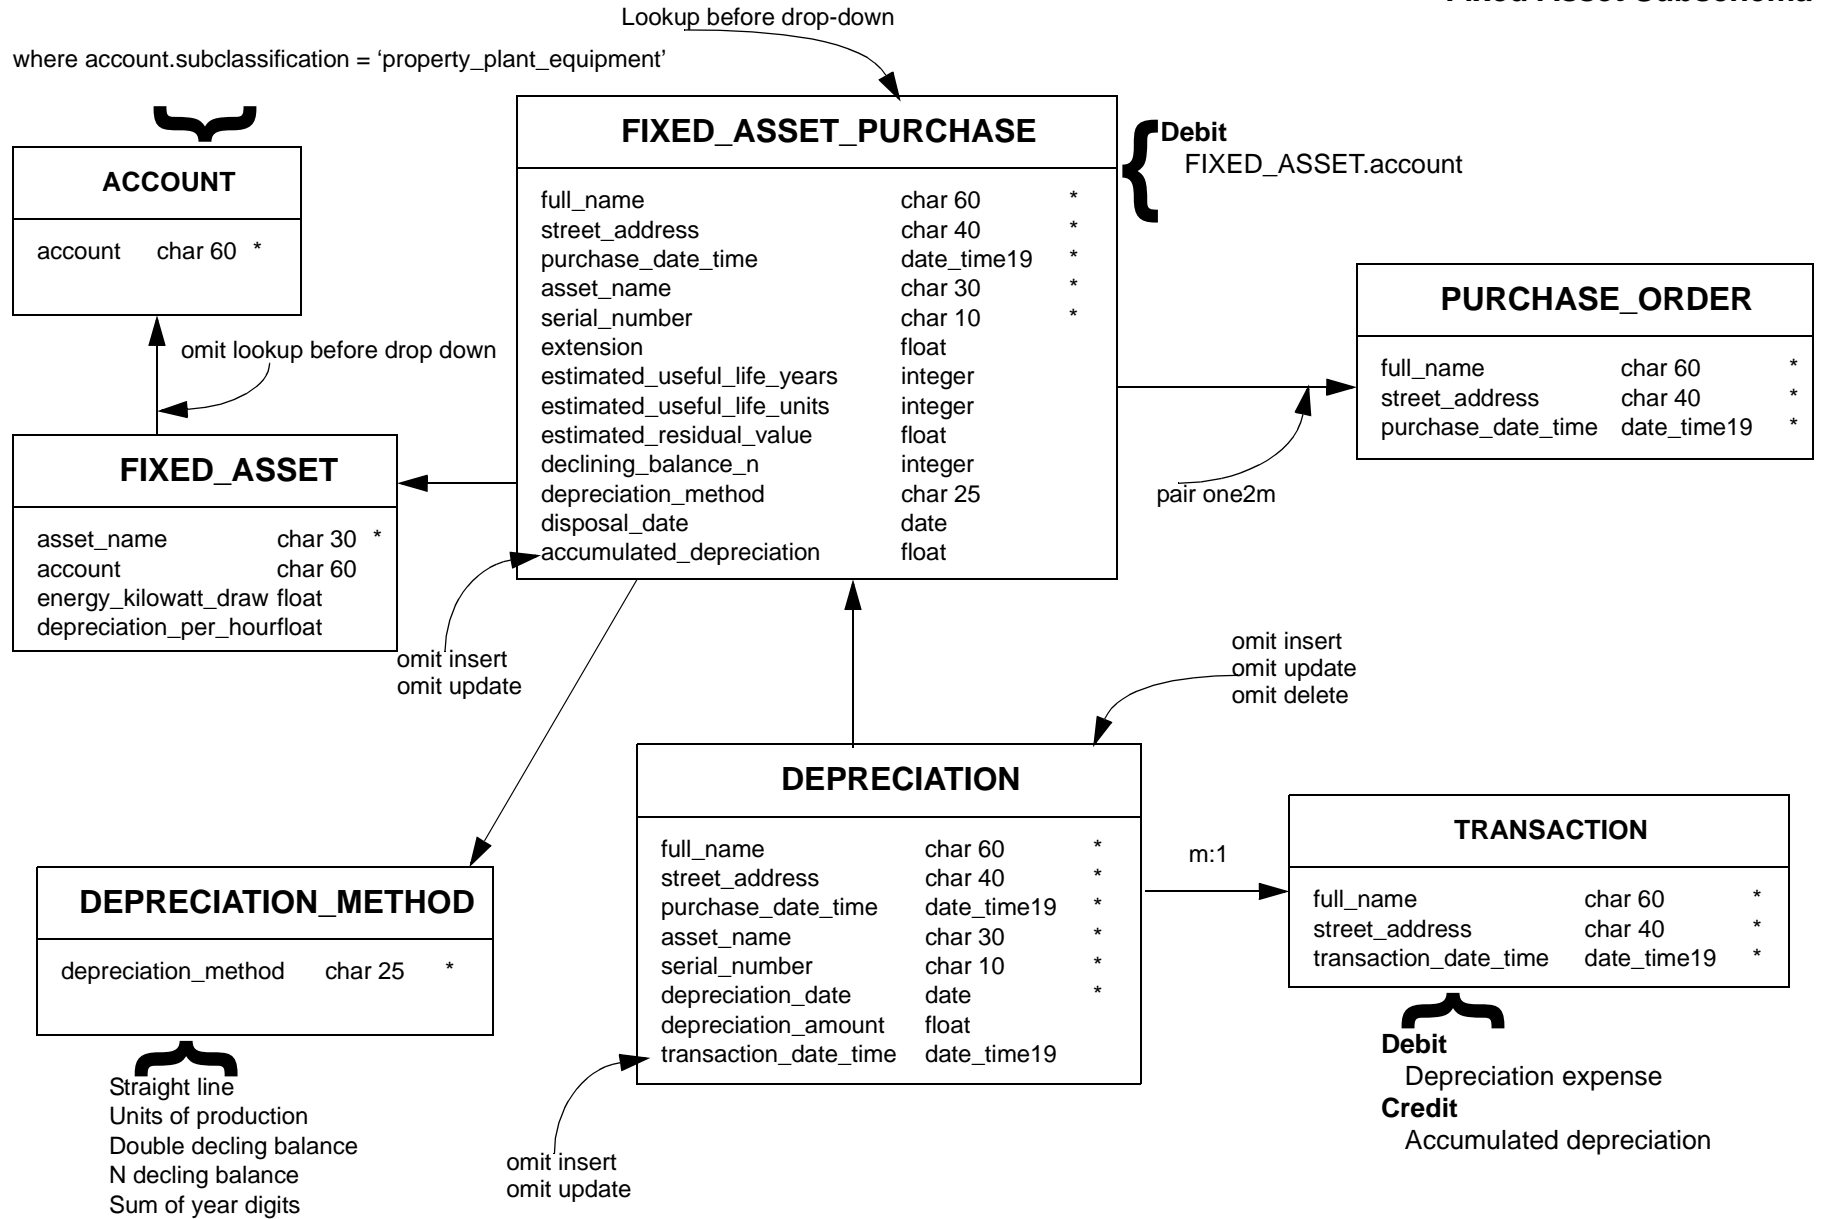 Fixed Asset Subschema
Lookup before drop-down
where account.subclassification = ‘property_plant_equipment’
ACCOUNT
account char 60 *
omit lookup before drop down
FIXED_ASSET_PURCHASE
full_name char 60 *
street_address char 40 *
purchase_date_time date_time19 *
asset_name char 30 *
serial_number char 10 *
extension float
estimated_useful_life_years integer
estimated_useful_life_units integer
estimated_residual_value float
declining_balance_n integer
depreciation_method char 25
disposal_date date
accumulated_depreciation float
Debit
FIXED_ASSET.account
PURCHASE_ORDER
full_name char 60 *
street_address char 40 *
purchase_date_time date_time19 *
pair one2m
FIXED_ASSET
asset_name char 30 *
account char 60
energy_kilowatt_draw float
depreciation_per_hourfloat
omit insert
omit update
omit insert
omit update
omit delete
DEPRECIATION
full_name char 60 *
street_address char 40 *
purchase_date_time date_time19 *
asset_name char 30 *
serial_number char 10 *
depreciation_date date *
depreciation_amount float
transaction_date_time date_time19
m:1
TRANSACTION
full_name char 60 *
street_address char 40 *
transaction_date_time date_time19 *
Debit
Depreciation expense
Credit
Accumulated depreciation
DEPRECIATION_METHOD
depreciation_method char 25 *
Straight line
Units of production
Double decling balance
N decling balance
Sum of year digits
omit insert
omit update